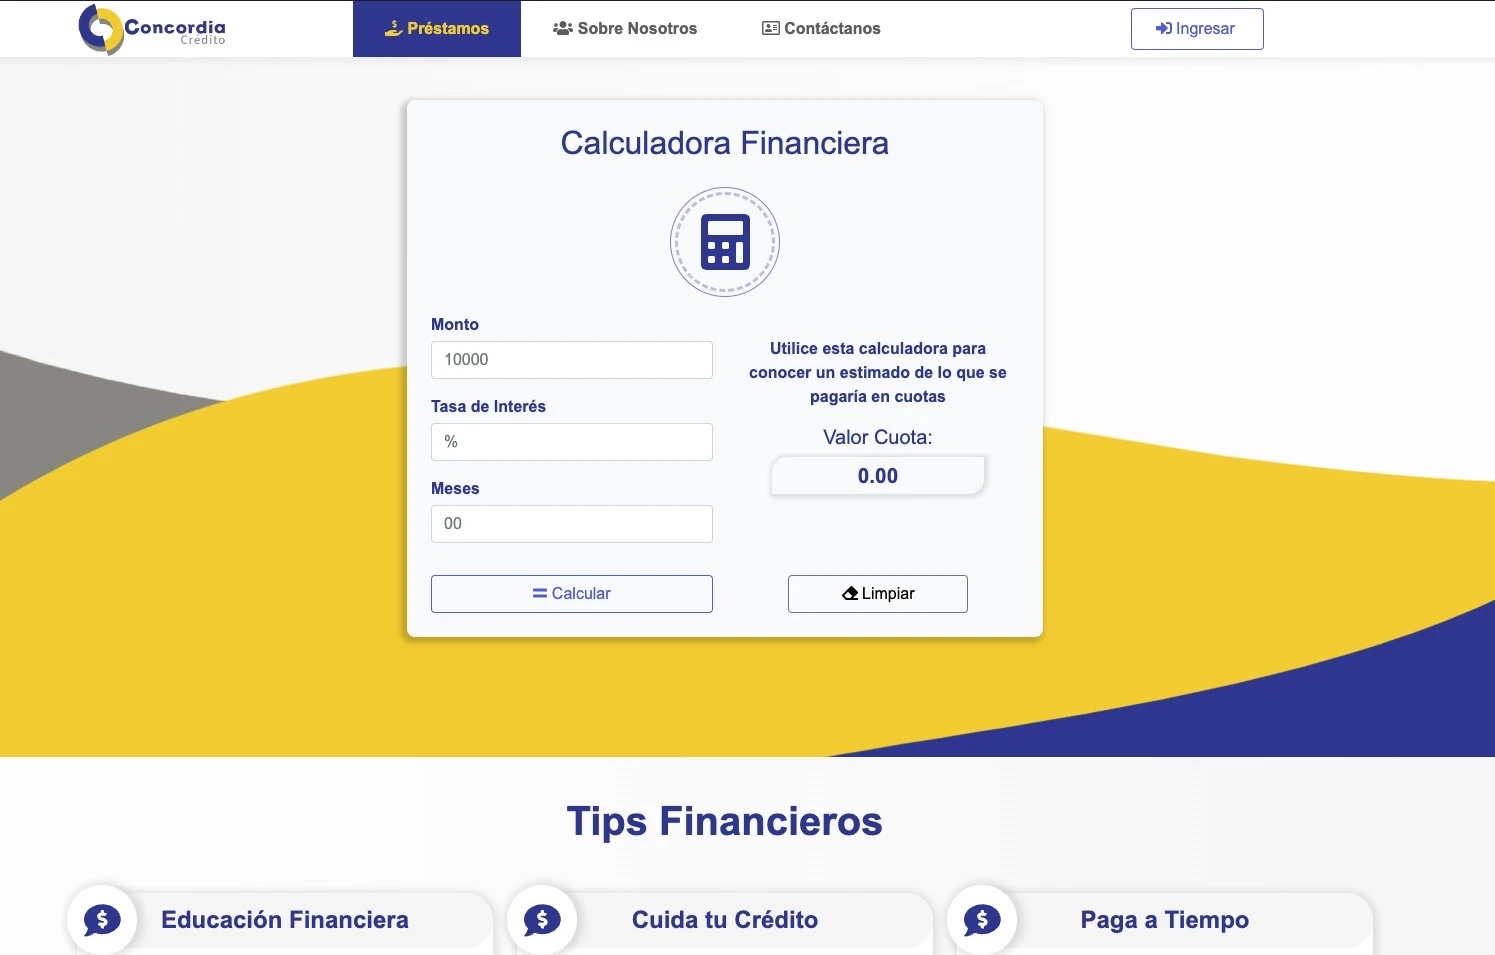 Concordia
Crédito
Préstamos
Sobre Nosotros
Contáctanos
Ingresar
Calculadora Financiera
Monto
10000
Tasa de Interés
%
Meses
00
Calcular
Utilice esta calculadora para
conocer un estimado de lo que se
pagaría en cuotas
Valor Cuota:
0.00
Limpiar
Tips Financieros
Educación Financiera
Cuida tu Crédito
Paga a Tiempo